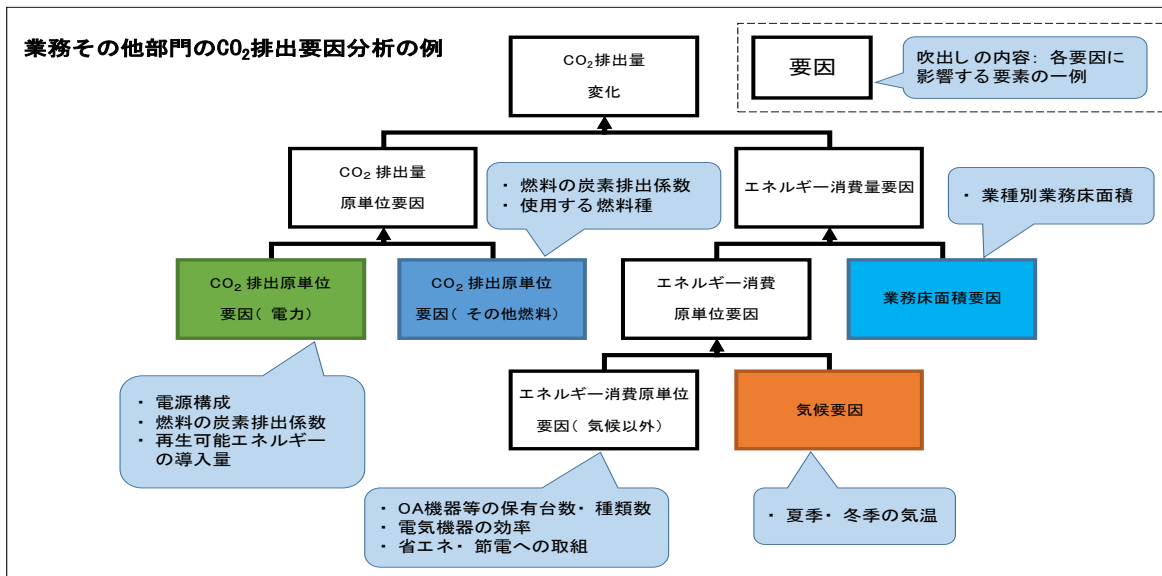 業務その他部門のCO₂排出要因分析の例
CO₂排出量
変化
要因
吹出しの内容： 各要因に
影響する要素の一例
CO₂ 排出量
原単位要因
・ 燃料の炭素排出係数
・ 使用する燃料種
エネルギー消費量要因
・ 業種別業務床面積
CO₂ 排出原単位
要因（ 電力）
CO₂ 排出原単位
要因（ その他燃料）
エネルギー消費
原単位要因
業務床面積要因
・ 電源構成
・ 燃料の炭素排出係数
・ 再生可能エネルギー
の導入量
エネルギー消費原単位
要因（ 気候以外）
気候要因
・ OA機器等の保有台数・ 種類数
・ 電気機器の効率
・ 省エネ・ 節電への取組
・ 夏季・ 冬季の気温